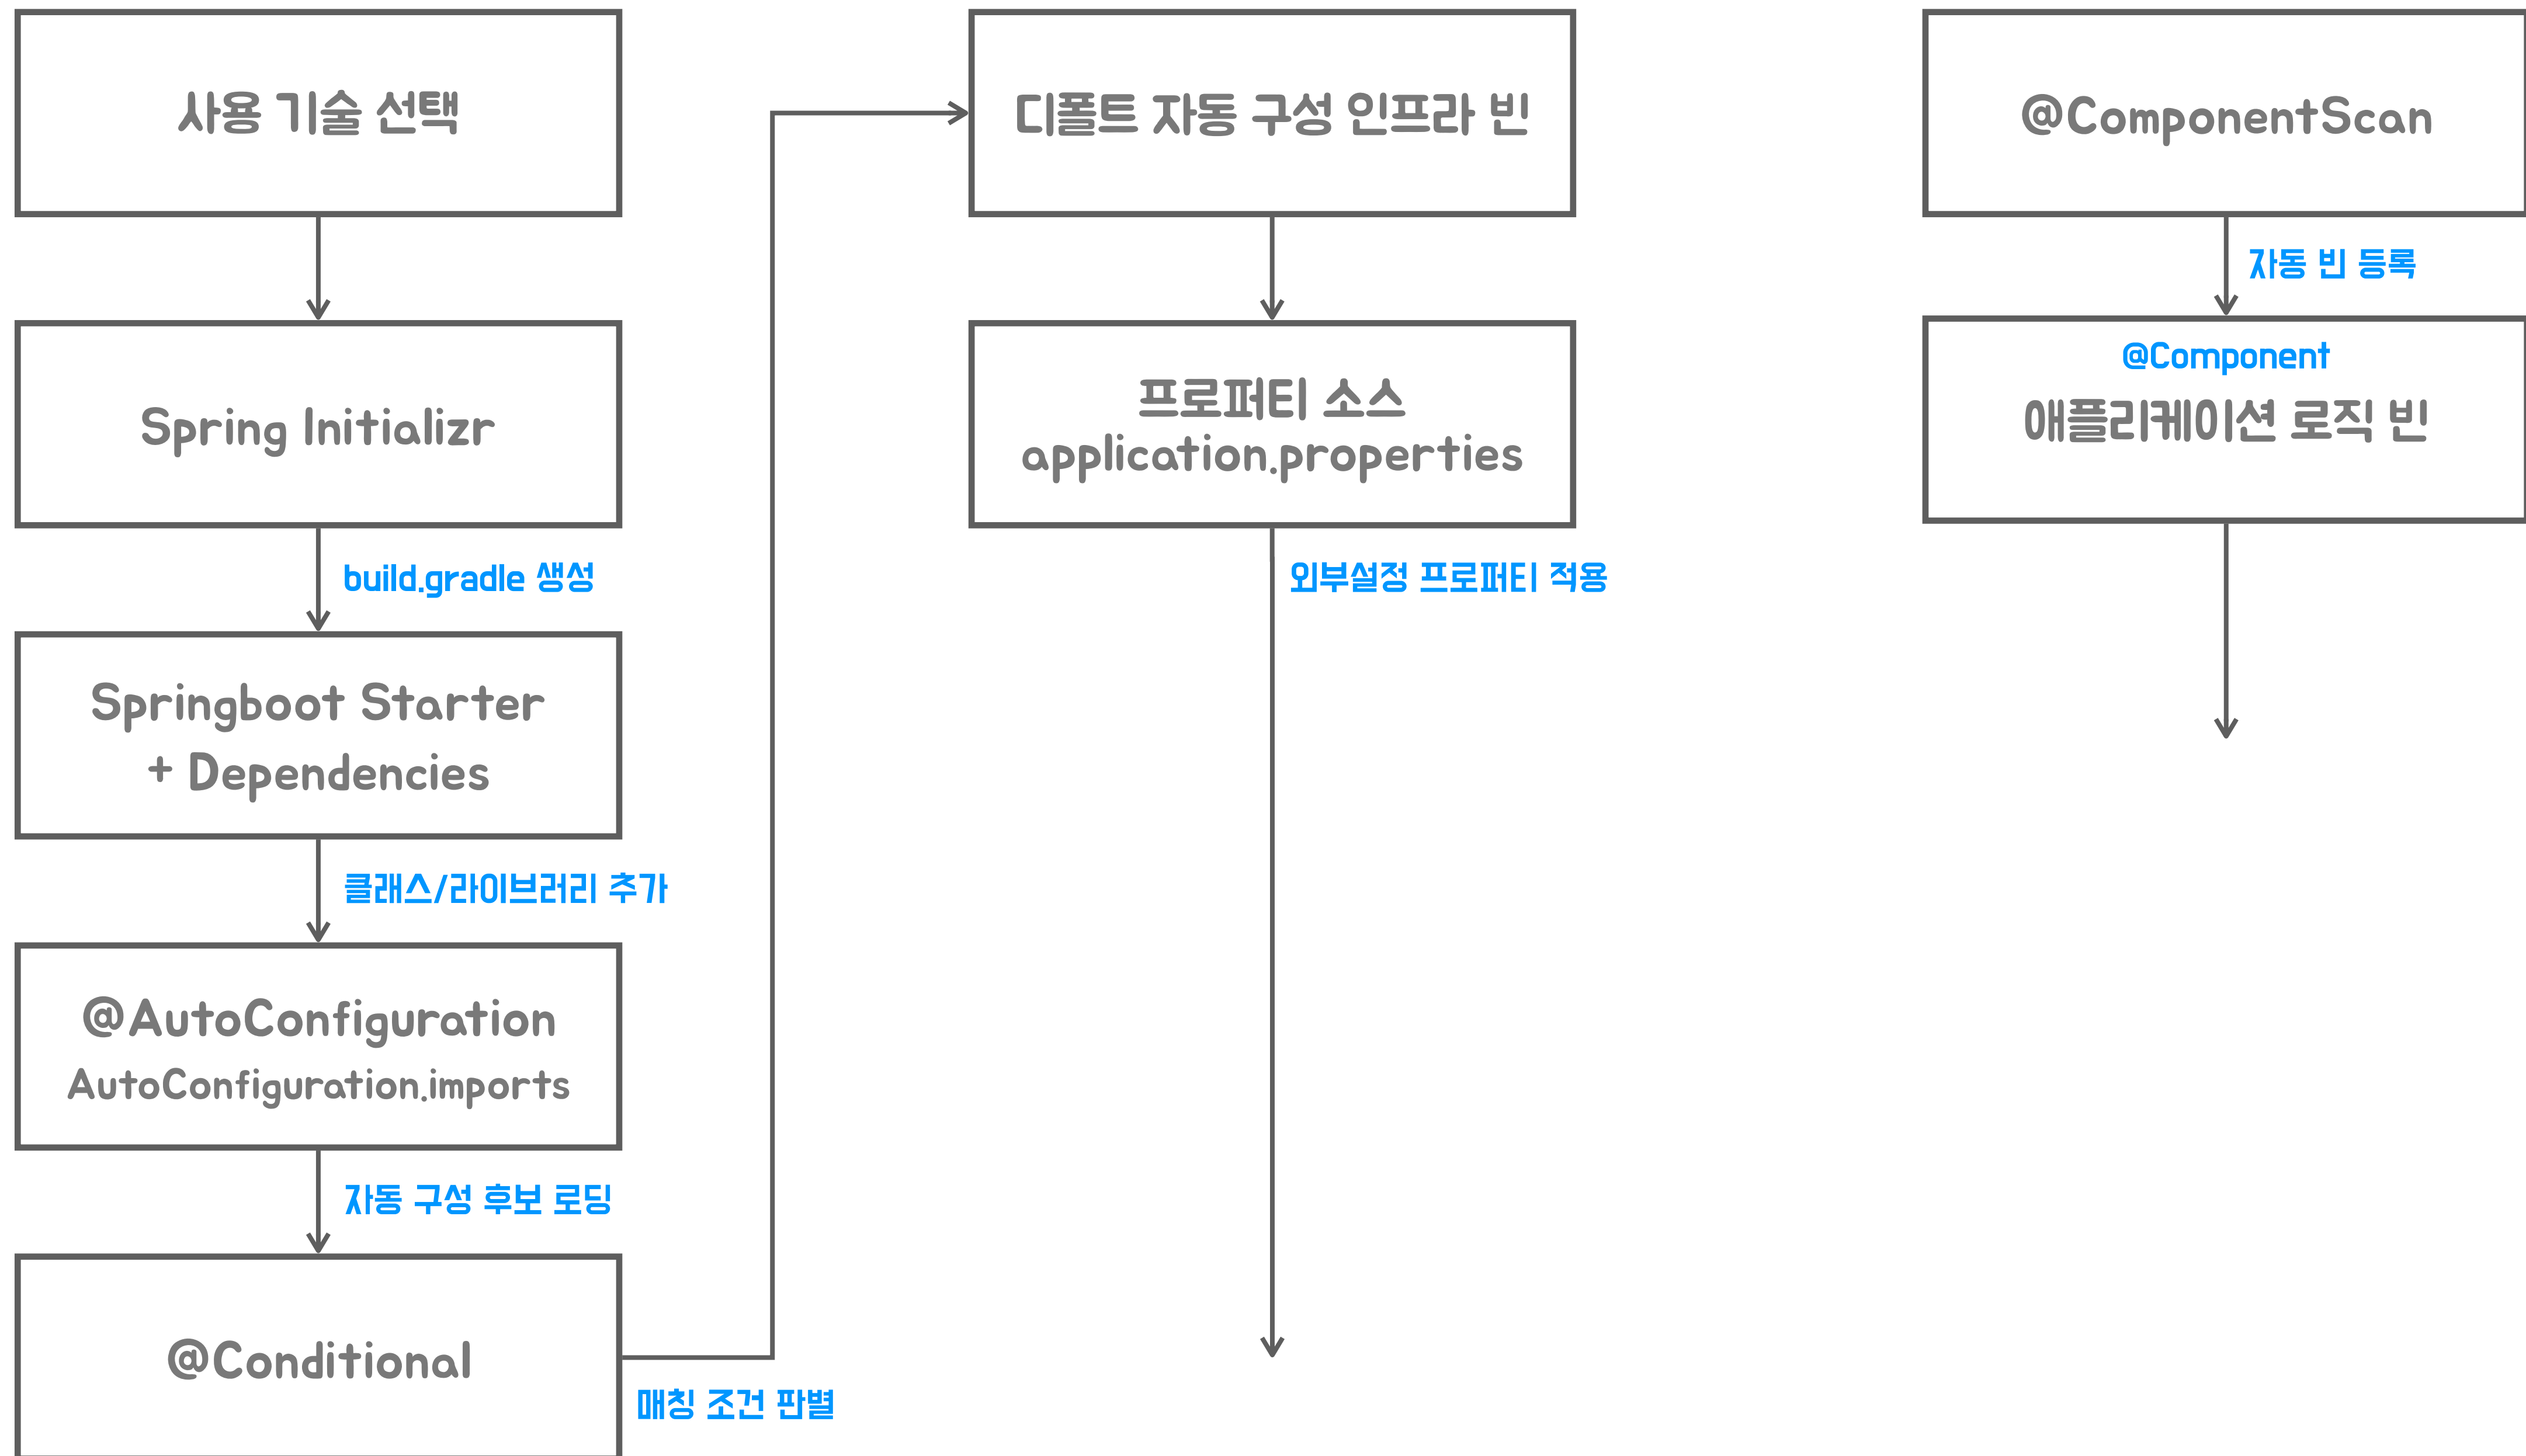 사용 기술 선택
Spring Initializr
build.gradle 생성
Springboot Starter
+ Dependencies
클래스/라이브러리 추가
@AutoConfiguration
AutoConfiguration.imports
자동 구성 후보 로딩
@Conditional
매칭 조건 판별
디폴트 자동 구성 인프라 빈
프로퍼티 소스
application.properties
외부설정 프로퍼티 적용
@ComponentScan
자동 빈 등록
@Component
애플리케이션 로직 빈